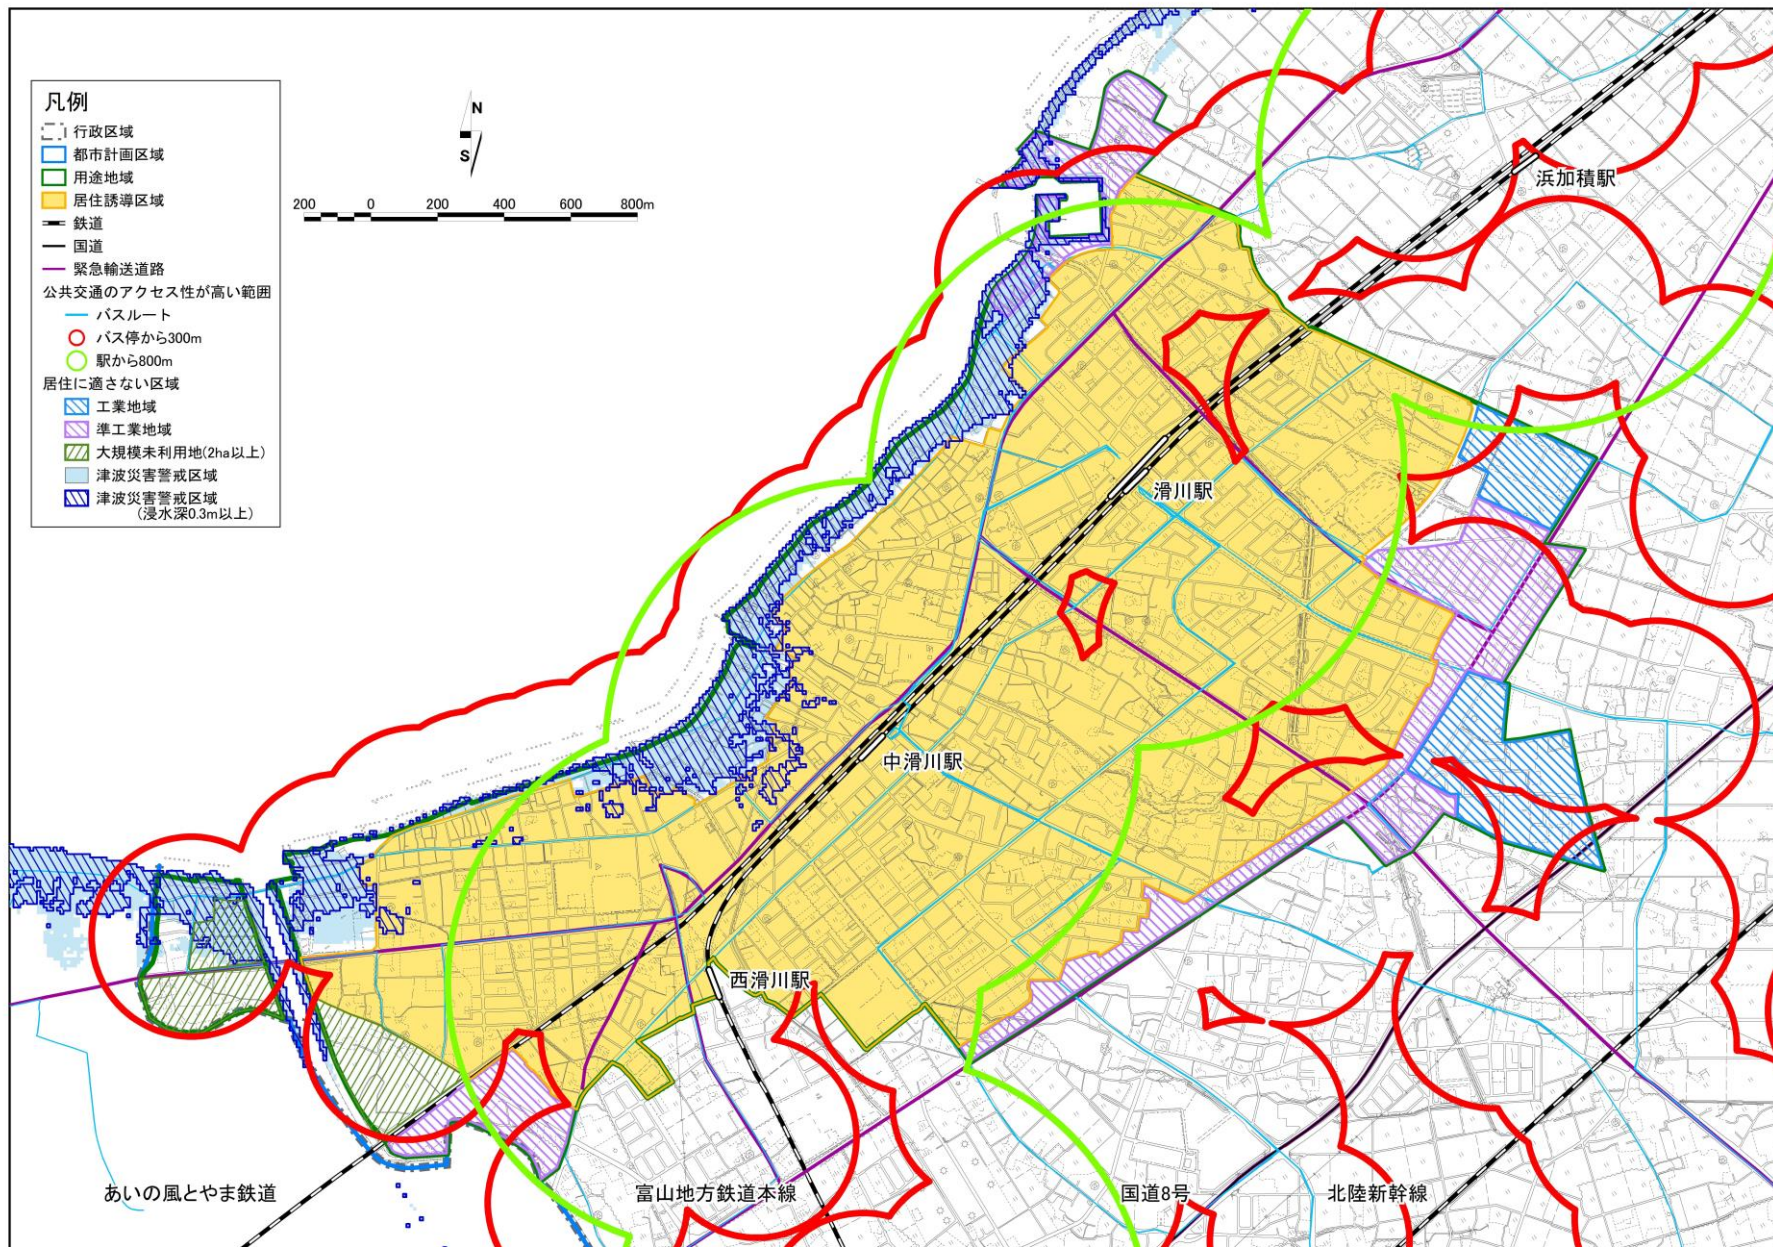 凡例
行政区域
都市計画区域
用途地域
居住誘導区域
鉄道
国道
緊急輸送道路
公共交通のアクセス性が高い範囲
バスルート
バス停から300m
駅から800m
居住に適さない区域
工業地域
準工業地域
大規模未利用地(2ha以上)
津波災害警戒区域
津波災害警戒区域
(浸水深0.3m以上)
N
S
200 0 200 400 600 800m
浜加積駅
滑川駅
中滑川駅
西滑川駅
あいの風とやま鉄道
富山地方鉄道本線
国道8号
北陸新幹線